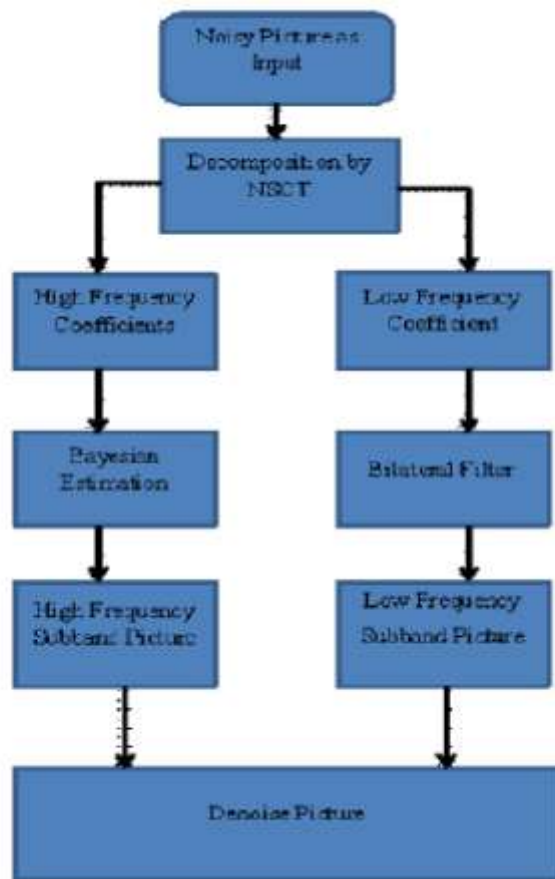 Noisy Picture as
Input
Decomposition by
NSCT
High Frequency
Coefficients
Low Frequency
Coefficient
Bayesian
Estimation
Bilateral Filter
High Frequency
Subband Picture
Low Frequency
Subband Picture
Denoise Picture